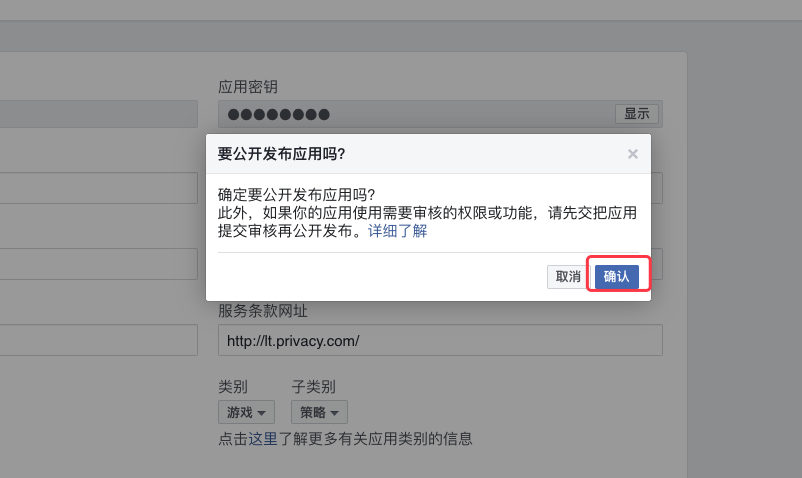 应用密钥
●●●●●●●●
显示
要公开发布应用吗?
×
确定要公开发布应用吗?
此外，如果你的应用使用需要审核的权限或功能，请先交把应用
提交审核再公开发布。详细了解
取消
确认
服务条款网址
http://lt.privacy.com/
类别 子类别
游戏 策略
点击这里了解更多有关应用类别的信息